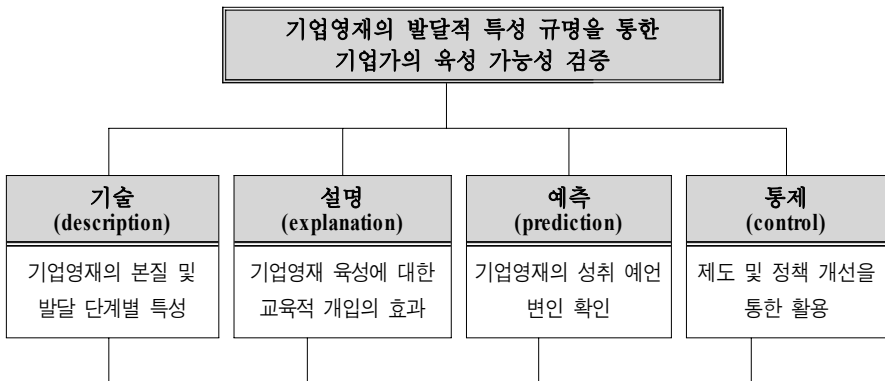 기업영재의 발달적 특성 규명을 통한
기업가의 육성 가능성 검증
기술
(description)
기업영재의 본질 및
발달 단계별 특성
설명
(explanation)
기업영재 육성에 대한
교육적 개입의 효과
예측
(prediction)
기업영재의 성취 예언
변인 확인
통제
(control)
제도 및 정책 개선을
통한 활용